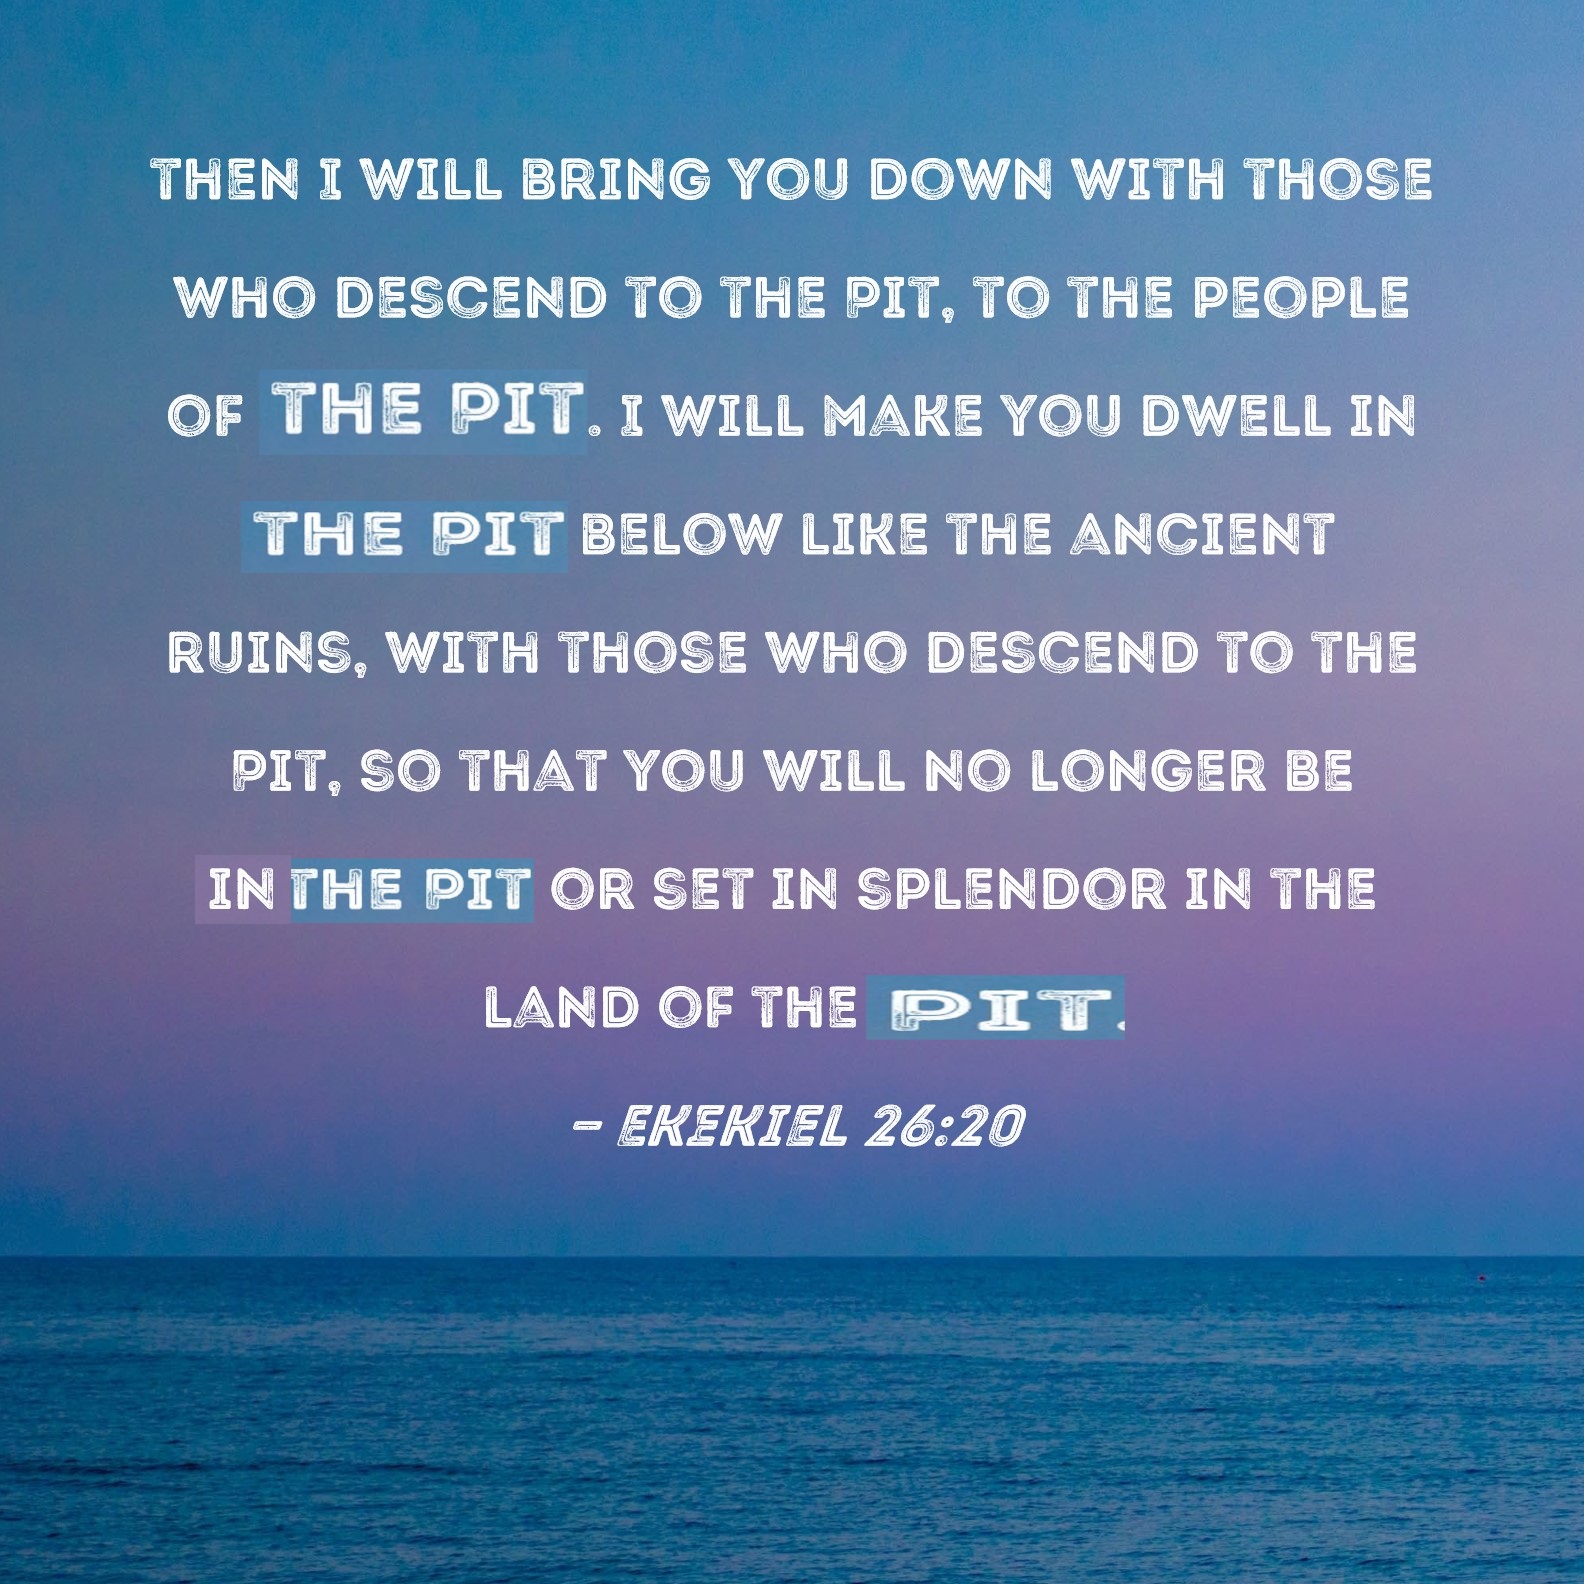 THEN I WILL BRING YOU DOWN WITH THOSE
WHO DESCEND TO THE PIT, TO THE PEOPLE
OF THE PIT. I WILL MAKE YOU DWELL IN
THE PIT BELOW LIKE THE ANCIENT
RUINS, WITH THOSE WHO DESCEND TO THE
PIT, SO THAT YOU WILL NO LONGER BE
IN THE PIT OR SET IN SPLENDOR IN THE
LAND OF THE PIT.
– EKEKIEL 26:20